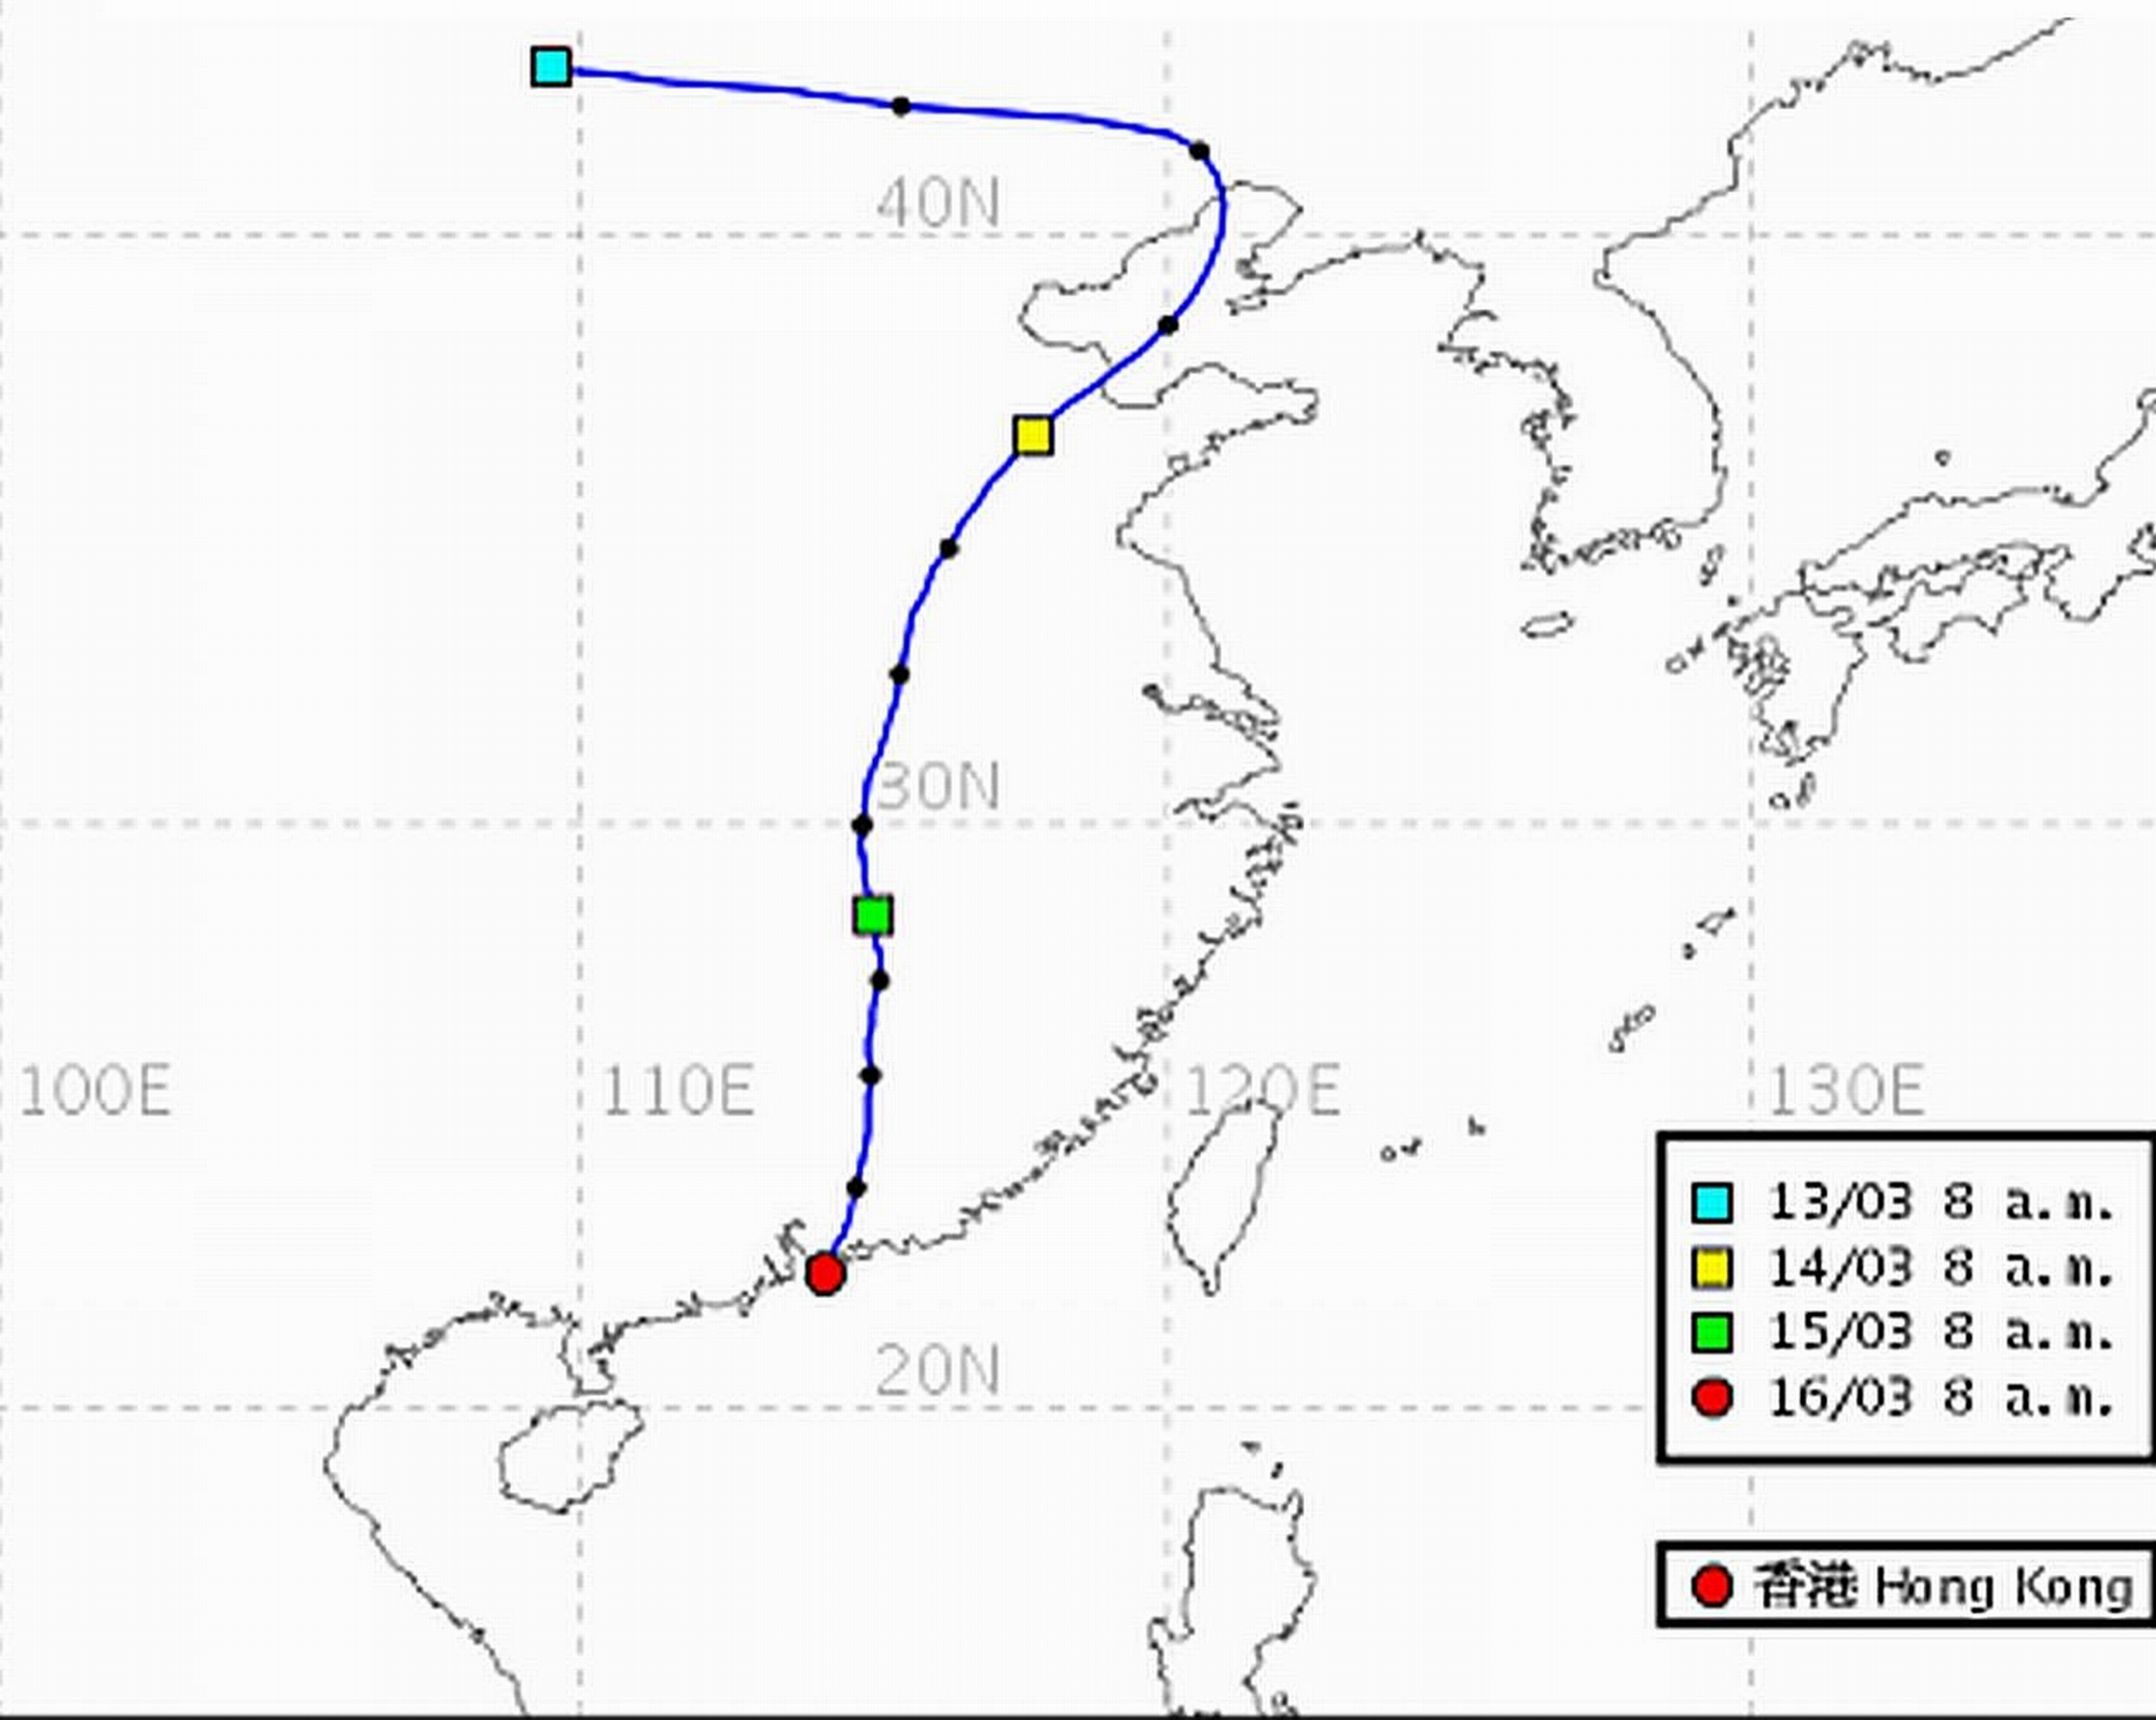 40N
30N
100E 110E 120E 130E
20N
13/03 8 a.m.
14/03 8 a.m.
15/03 8 a.m.
16/03 8 a.m.
香港 Hong Kong